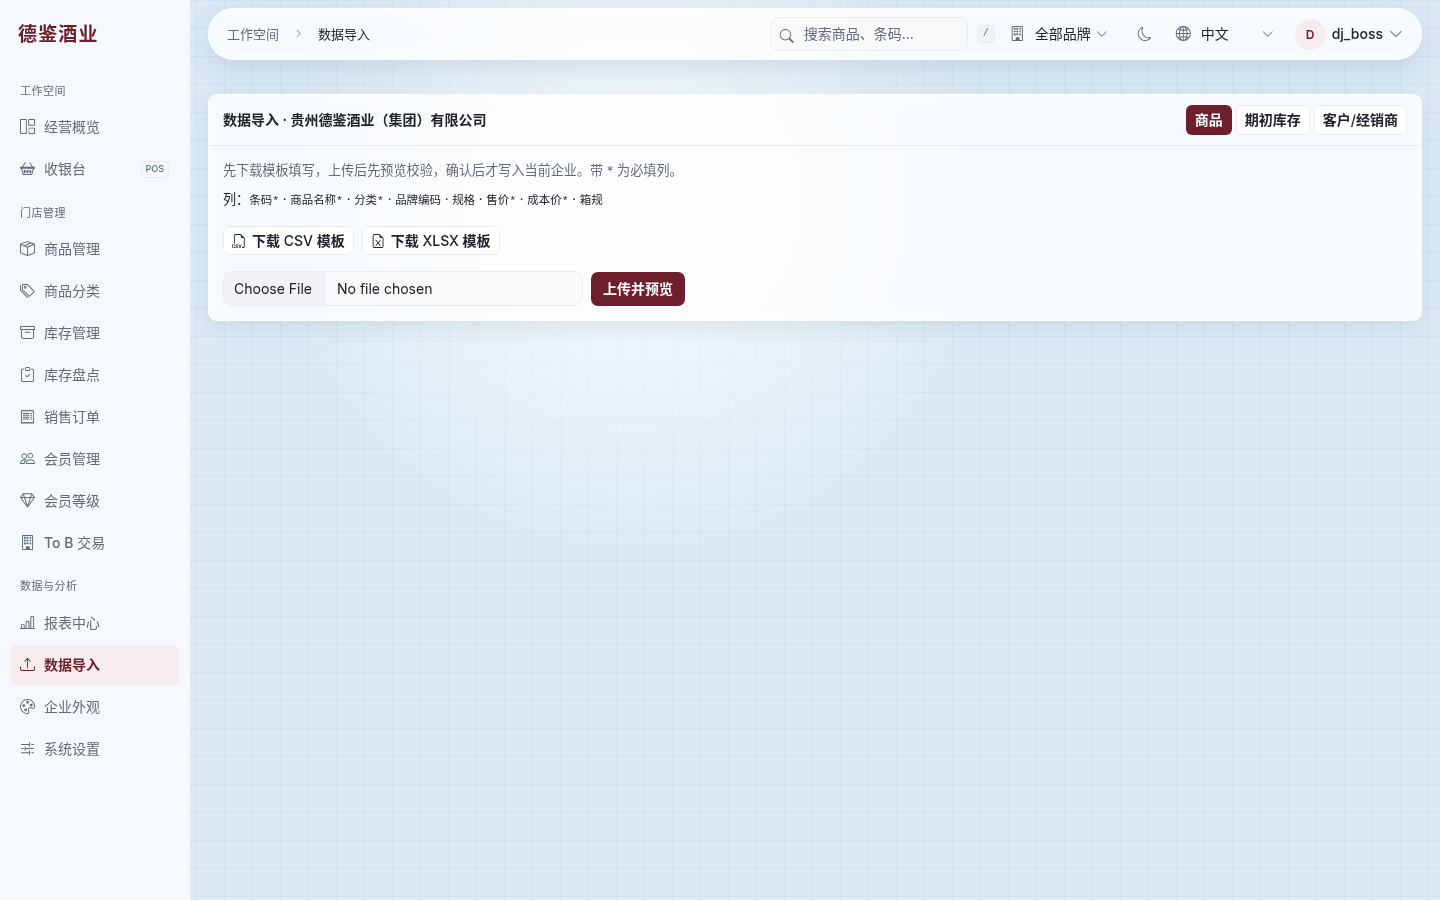 德鉴酒业
工作空间
经营概览
收银台 POS
门店管理
商品管理
商品分类
库存管理
库存盘点
销售订单
会员管理
会员等级
To B 交易
数据与分析
报表中心
数据导入
企业外观
系统设置
工作空间 数据导入 搜索商品、条码... / 全部品牌 中文 D dj_boss
数据导入 · 贵州德鉴酒业（集团）有限公司 商品 期初库存 客户/经销商
先下载模板填写，上传后先预览校验，确认后才写入当前企业。带 * 为必填列。
列：条码* · 商品名称* · 分类* · 品牌编码 · 规格 · 售价* · 成本价* · 箱规
下载 CSV 模板 下载 XLSX 模板
Choose File No file chosen 上传并预览